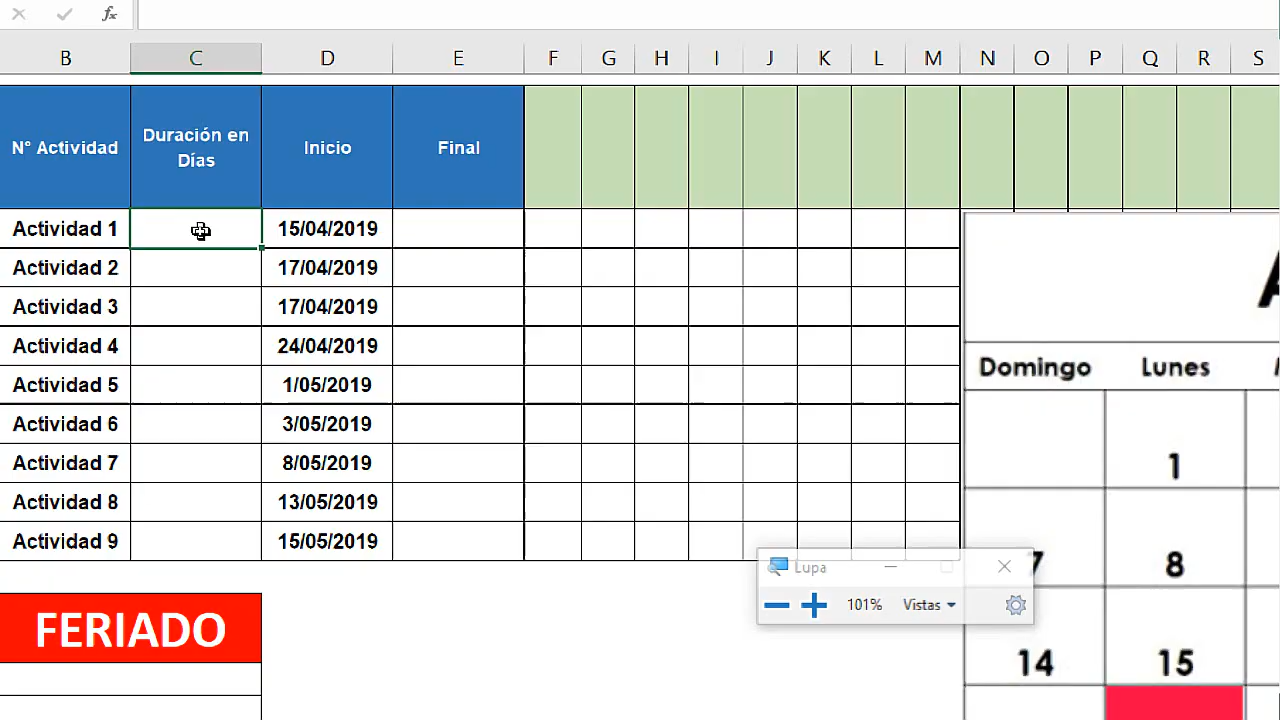 fx
B C D E F G H I J K L M N O P Q R S
N° Actividad Duración en Días Inicio Final
Actividad 1 15/04/2019
Actividad 2 17/04/2019
Actividad 3 17/04/2019
Actividad 4 24/04/2019
Actividad 5 1/05/2019
Actividad 6 3/05/2019
Actividad 7 8/05/2019
Actividad 8 13/05/2019
Actividad 9 15/05/2019
FERIADO
Domingo Lunes
1
7 8
14 15
Lupa
101% Vistas